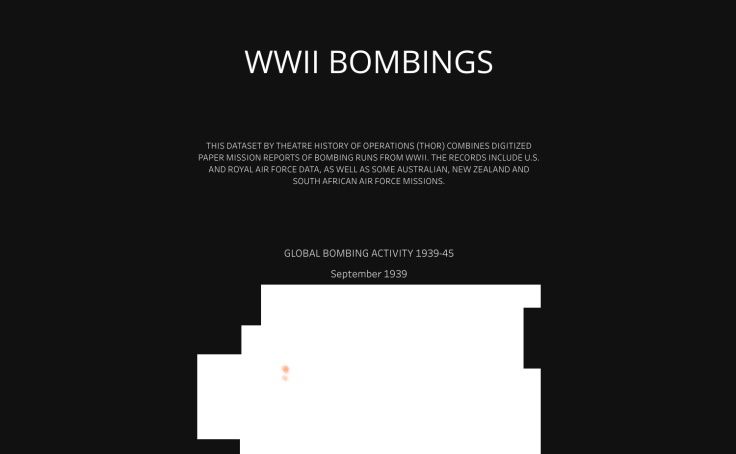 WWII BOMBINGS
THIS DATASET BY THEATRE HISTORY OF OPERATIONS (THOR) COMBINES DIGITIZED
PAPER MISSION REPORTS OF BOMBING RUNS FROM WWII. THE RECORDS INCLUDE U.S.
AND ROYAL AIR FORCE DATA, AS WELL AS SOME AUSTRALIAN, NEW ZEALAND AND
SOUTH AFRICAN AIR FORCE MISSIONS.
GLOBAL BOMBING ACTIVITY 1939-45
September 1939